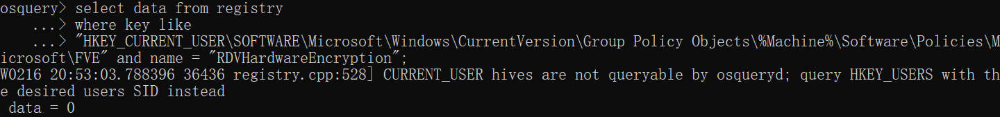 osquery> select data from registry
    ...> where key like
    ...> "HKEY_CURRENT_USER\SOFTWARE\Microsoft\Windows\CurrentVersion\Group Policy Objects\%Machine%\Software\Policies\M
icrosoft\FVE" and name = "RDVHardwareEncryption";
W0216 20:53:03.788396 36436 registry.cpp:528] CURRENT_USER hives are not queryable by osqueryd; query HKEY_USERS with th
e desired users SID instead
 data = 0